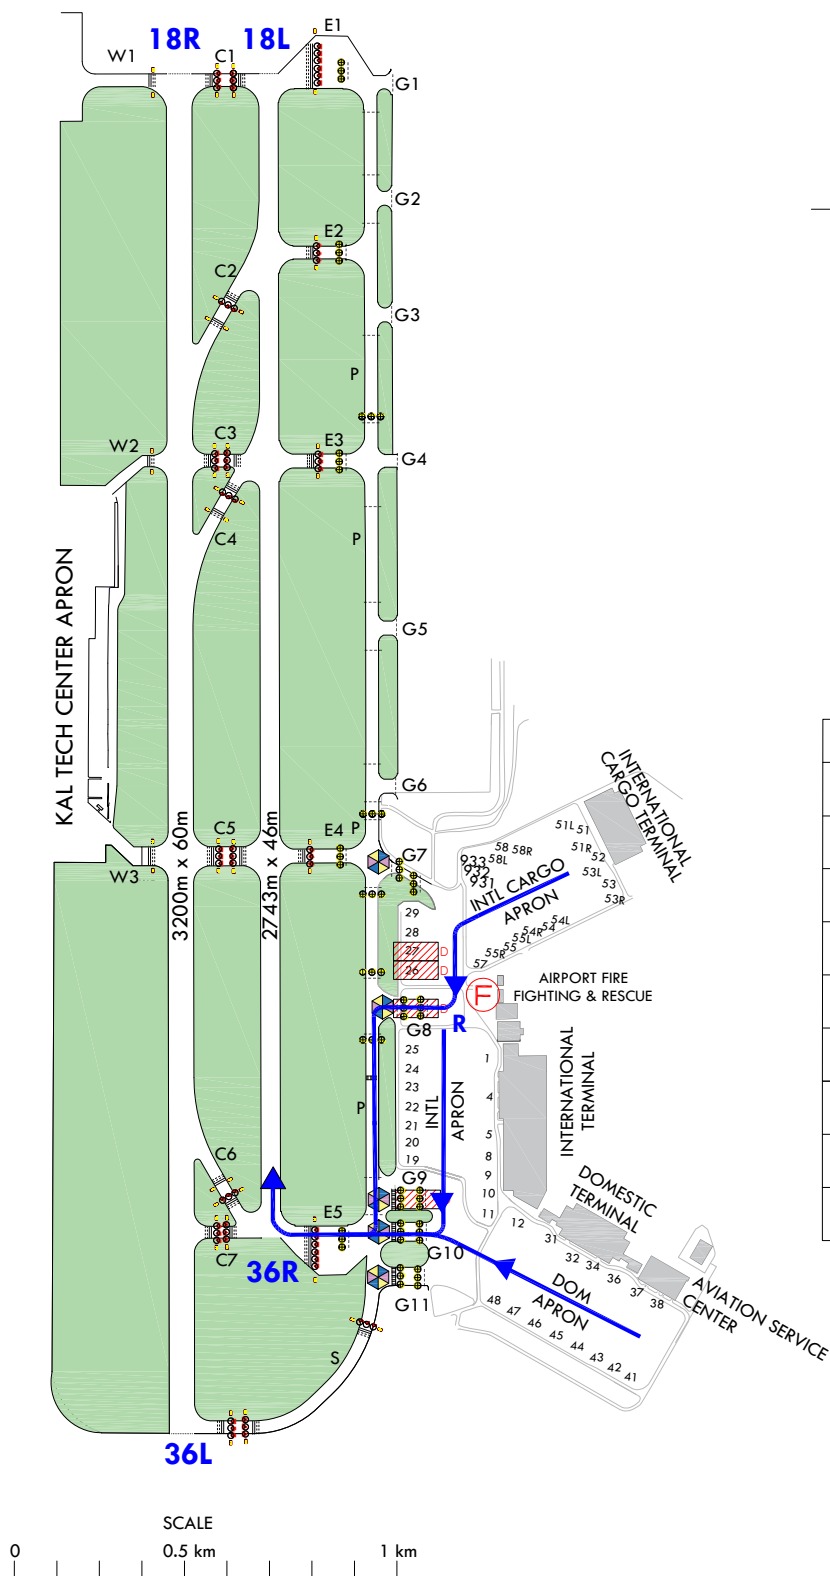 18R
18L
E1
W1
C1
G1
G2
E2
C2
G3
P
C3
E3
W2
G4
C4
P
KAL TECH CENTER APRON
G5
G6
INTERNATIONAL
CARGO TERMINAL
3200m x 60m
2743m x 46m
C5
E4
P
G7
W3
51L
51
58
58R
51R
52
933
58L
932
931
53L
53
53R
INTL CARGO
APRON
54L
54
54R
55L
55
55R
57
29
28
27
26
AIRPORT FIRE
FIGHTING & RESCUE
F
R
G8
25
24
23
22
21
20
19
P
INTL
APRON
1
4
5
8
9
10
11
INTERNATIONAL
TERMINAL
C6
G9
12
DOMESTIC
TERMINAL
31
32
34
36
37
38
E5
C7
G10
36R
G11
DOM
APRON
48
47
46
45
44
43
42
41
AVIATION SERVICE
CENTER
S
36L
SCALE
0
0.5 km
1 km